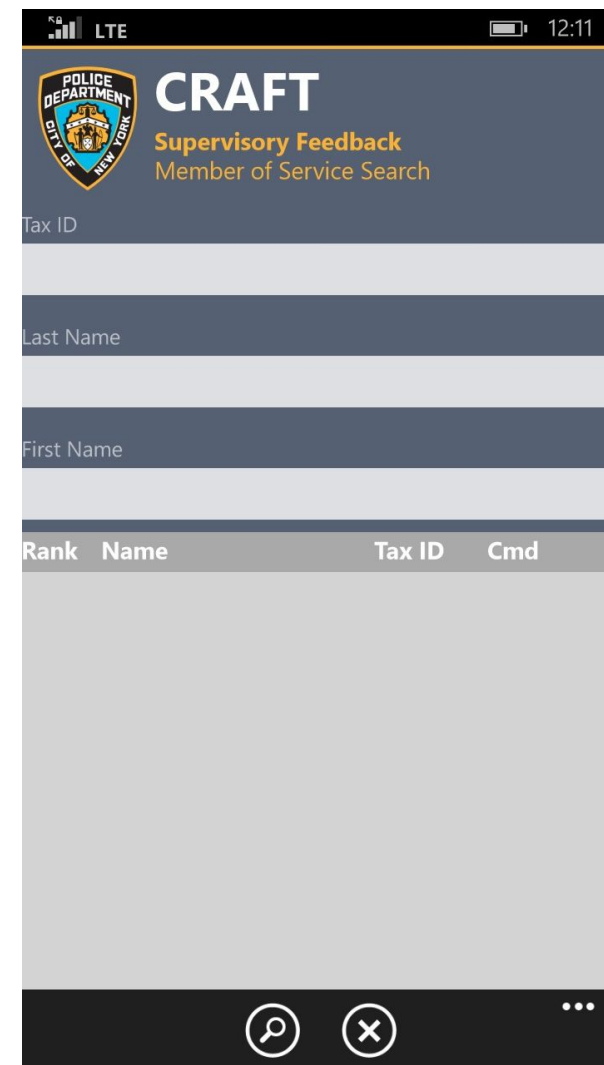 LTE 12:11
POLICE
DEPARTMENT
CITY OF NEW YORK
CRAFT
Supervisory Feedback
Member of Service Search
Tax ID
Last Name
First Name
Rank Name Tax ID Cmd